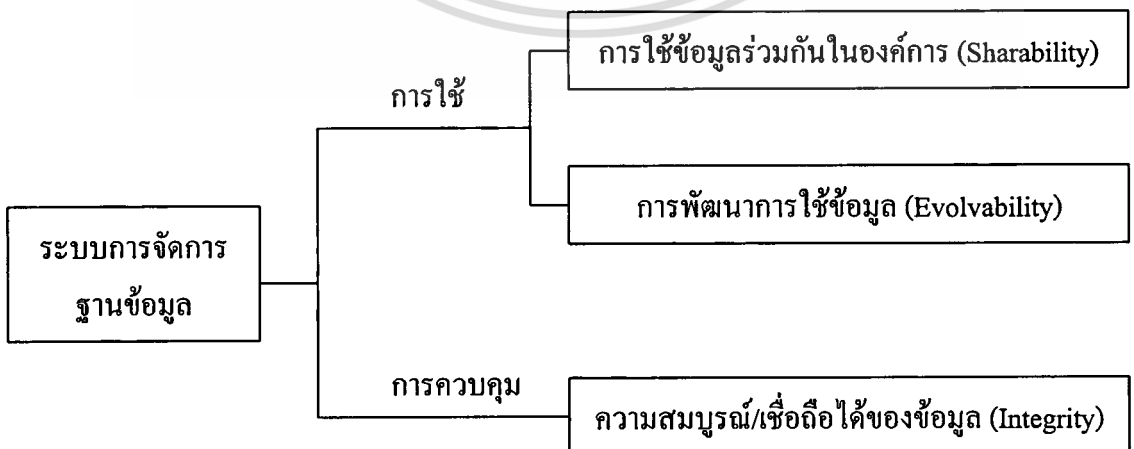 การใช้ข้อมูลร่วมกันในองค์การ (Sharability)
การใช้
การพัฒนาการใช้ข้อมูล (Evolvability)
ระบบการจัดการ
ฐานข้อมูล
การควบคุม
ความสมบูรณ์/เชื่อถือได้ของข้อมูล (Integrity)